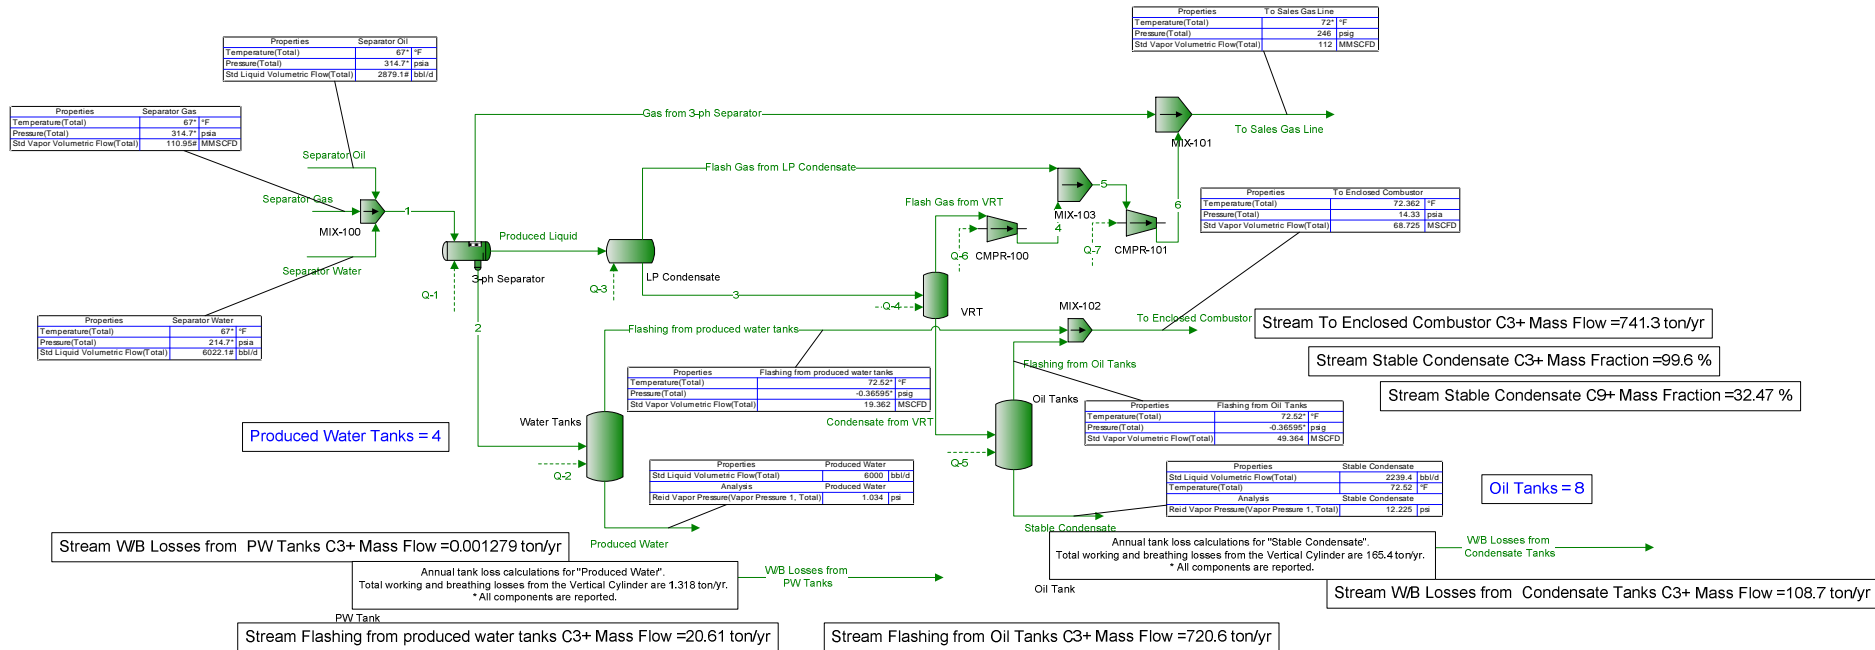 Properties To Sales Gas Line
Temperature(Total) 72* °F
Pressure(Total) 246 psig
Std Vapor Volumetric Flow(Total) 112 MMSCFD
Properties Separator Oil
Temperature(Total) 67* °F
Pressure(Total) 314.7* psia
Std Liquid Volumetric Flow(Total) 2879.1# bbl/d
Properties Separator Gas
Temperature(Total) 67* °F
Pressure(Total) 314.7* psia
Std Vapor Volumetric Flow(Total) 110.95# MMSCFD
Gas from 3-ph Separator
MIX-101
To Sales Gas Line
Separator Oil
Separator Gas
MIX-100
1
Separator Water
Flash Gas from LP Condensate
MIX-103
5
6
Flash Gas from VRT
4
CMPR-100
CMPR-101
Q-6
Q-7
Properties To Enclosed Combustor
Temperature(Total) 72.362 °F
Pressure(Total) 14.33 psia
Std Vapor Volumetric Flow(Total) 68.725 MSCFD
Produced Liquid
3-ph Separator
LP Condensate
Q-1
Q-3
3
Q-4
VRT
2
Properties Separator Water
Temperature(Total) 67* °F
Pressure(Total) 214.7* psia
Std Liquid Volumetric Flow(Total) 6022.1# bbl/d
Flashing from produced water tanks
MIX-102
To Enclosed Combustor
Stream To Enclosed Combustor C3+ Mass Flow =741.3 ton/yr
Stream Stable Condensate C3+ Mass Fraction =99.6 %
Stream Stable Condensate C9+ Mass Fraction =32.47 %
Flashing from Oil Tanks
Properties Flashing from produced water tanks
Temperature(Total) 72.52* °F
Pressure(Total) -0.36595* psig
Std Vapor Volumetric Flow(Total) 19.362 MSCFD
Oil Tanks
Properties Flashing from Oil Tanks
Temperature(Total) 72.52* °F
Pressure(Total) -0.36595* psig
Std Vapor Volumetric Flow(Total) 49.364 MSCFD
Water Tanks
Condensate from VRT
Produced Water Tanks = 4
Q-2
Q-5
Properties Produced Water
Std Liquid Volumetric Flow(Total) 6000 bbl/d
Analysis Produced Water
Reid Vapor Pressure(Vapor Pressure 1, Total) 1.034 psi
Properties Stable Condensate
Std Liquid Volumetric Flow(Total) 2239.4 bbl/d
Temperature(Total) 72.52 °F
Analysis Stable Condensate
Reid Vapor Pressure(Vapor Pressure 1, Total) 12.225 psi
Oil Tanks = 8
Produced Water
Stable Condensate
Stream W/B Losses from PW Tanks C3+ Mass Flow =0.001279 ton/yr
Annual tank loss calculations for "Produced Water".
Total working and breathing losses from the Vertical Cylinder are 1.318 ton/yr.
* All components are reported.
PW Tank
W/B Losses from
PW Tanks
Annual tank loss calculations for "Stable Condensate".
Total working and breathing losses from the Vertical Cylinder are 165.4 ton/yr.
* All components are reported.
Oil Tank
W/B Losses from
Condensate Tanks
Stream W/B Losses from Condensate Tanks C3+ Mass Flow =108.7 ton/yr
Stream Flashing from produced water tanks C3+ Mass Flow =20.61 ton/yr
Stream Flashing from Oil Tanks C3+ Mass Flow =720.6 ton/yr